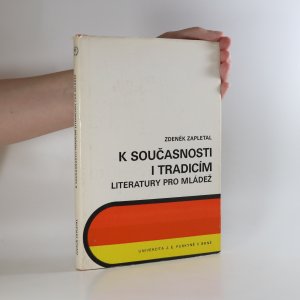 ZDENĚK ZAPLETAL
K SOUČASNOSTI
I TRADICÍM
LITERATURY PRO MLÁDEŽ
UNIVERZITA J. E. PURKYNĚ V BRNĚ